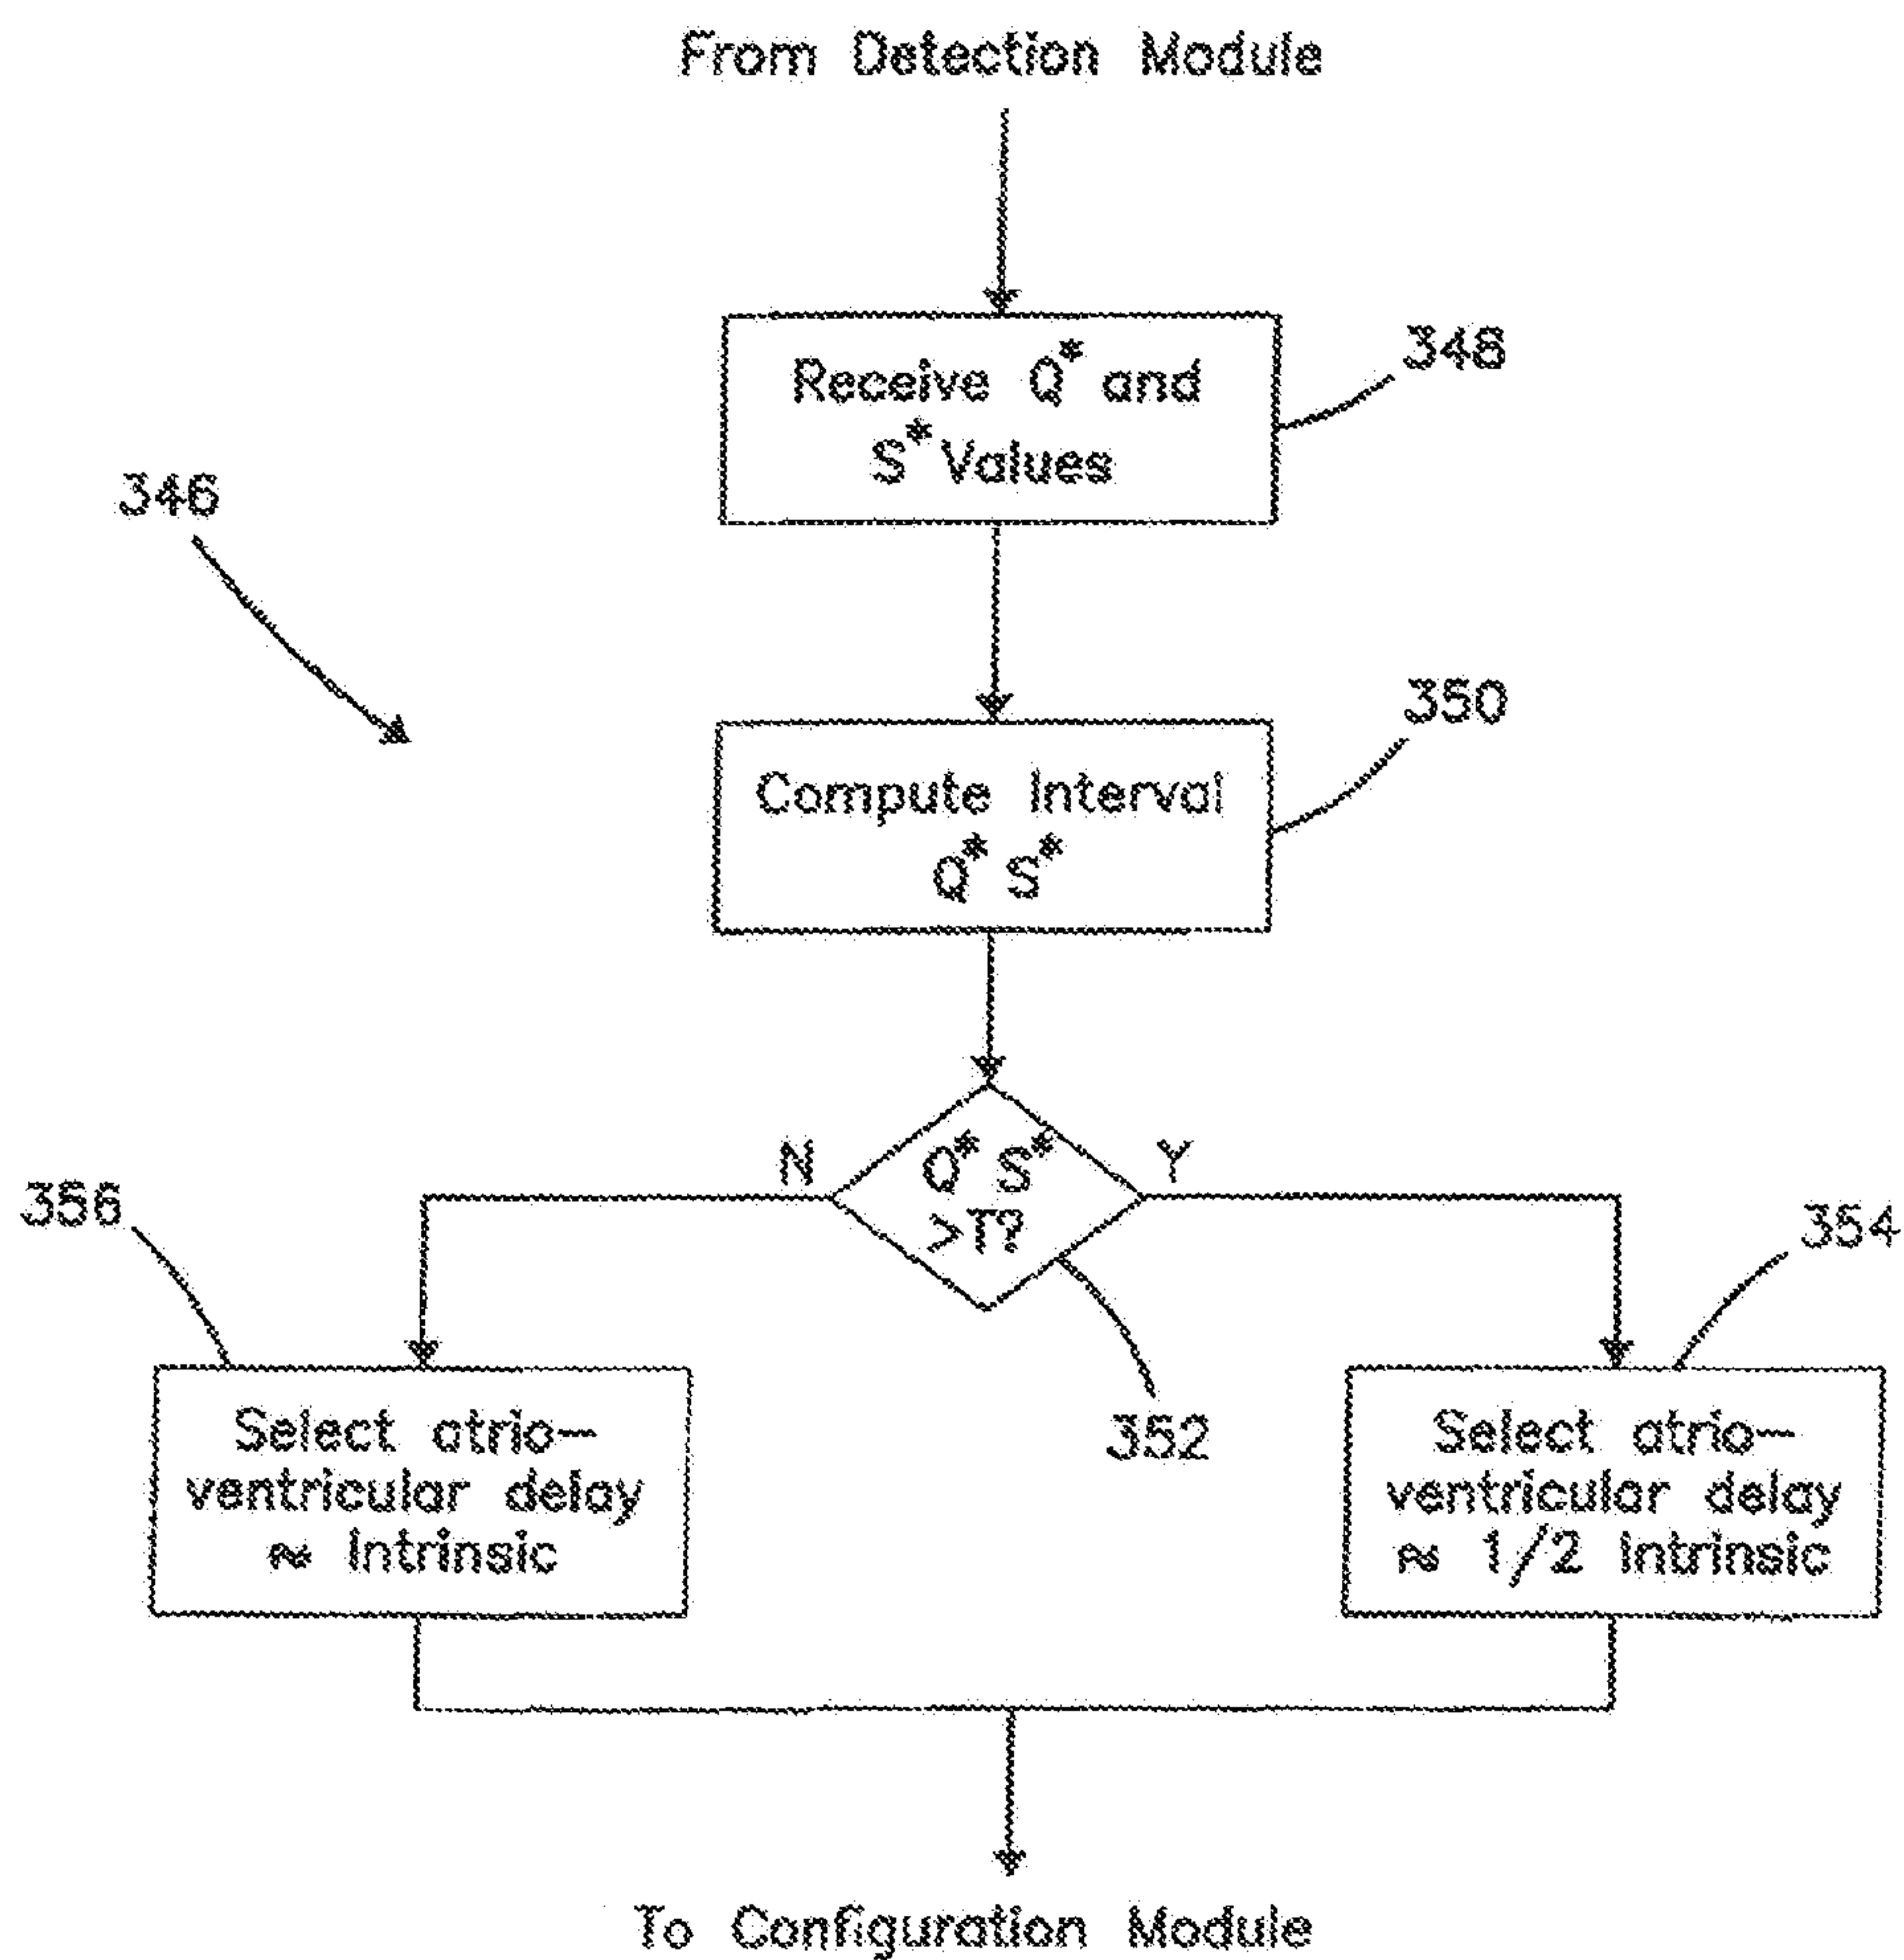 From Detection Module
Receive Q* and
S* Values
348
346
Compute Interval
Q* S*
350
N
Q* S*
>T?
Y
352
356
Select atrio-
ventricular delay
≈ Intrinsic
354
Select atrio-
ventricular delay
≈ 1/2 Intrinsic
To Configuration Module